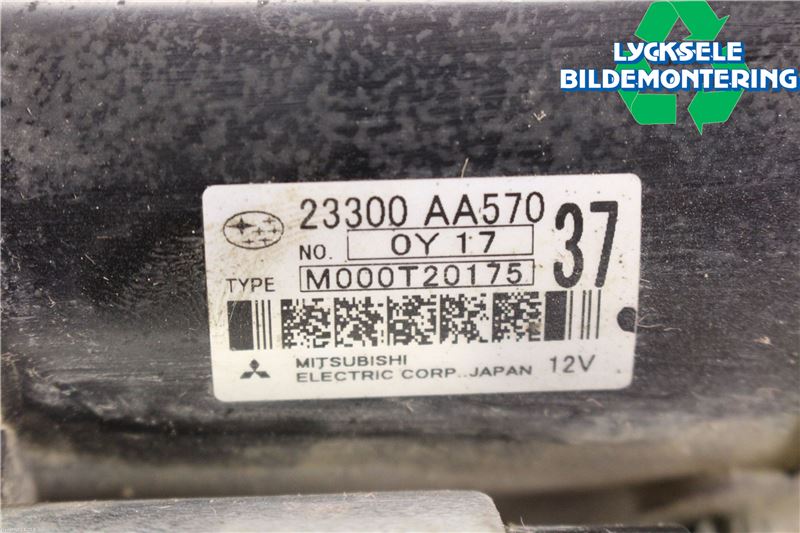 LYCKSELE
BILDEMONTERING
23300 AA570
NO. 0Y 17
37
TYPE M000T20175
MITSUBISHI
ELECTRIC CORP. JAPAN 12V